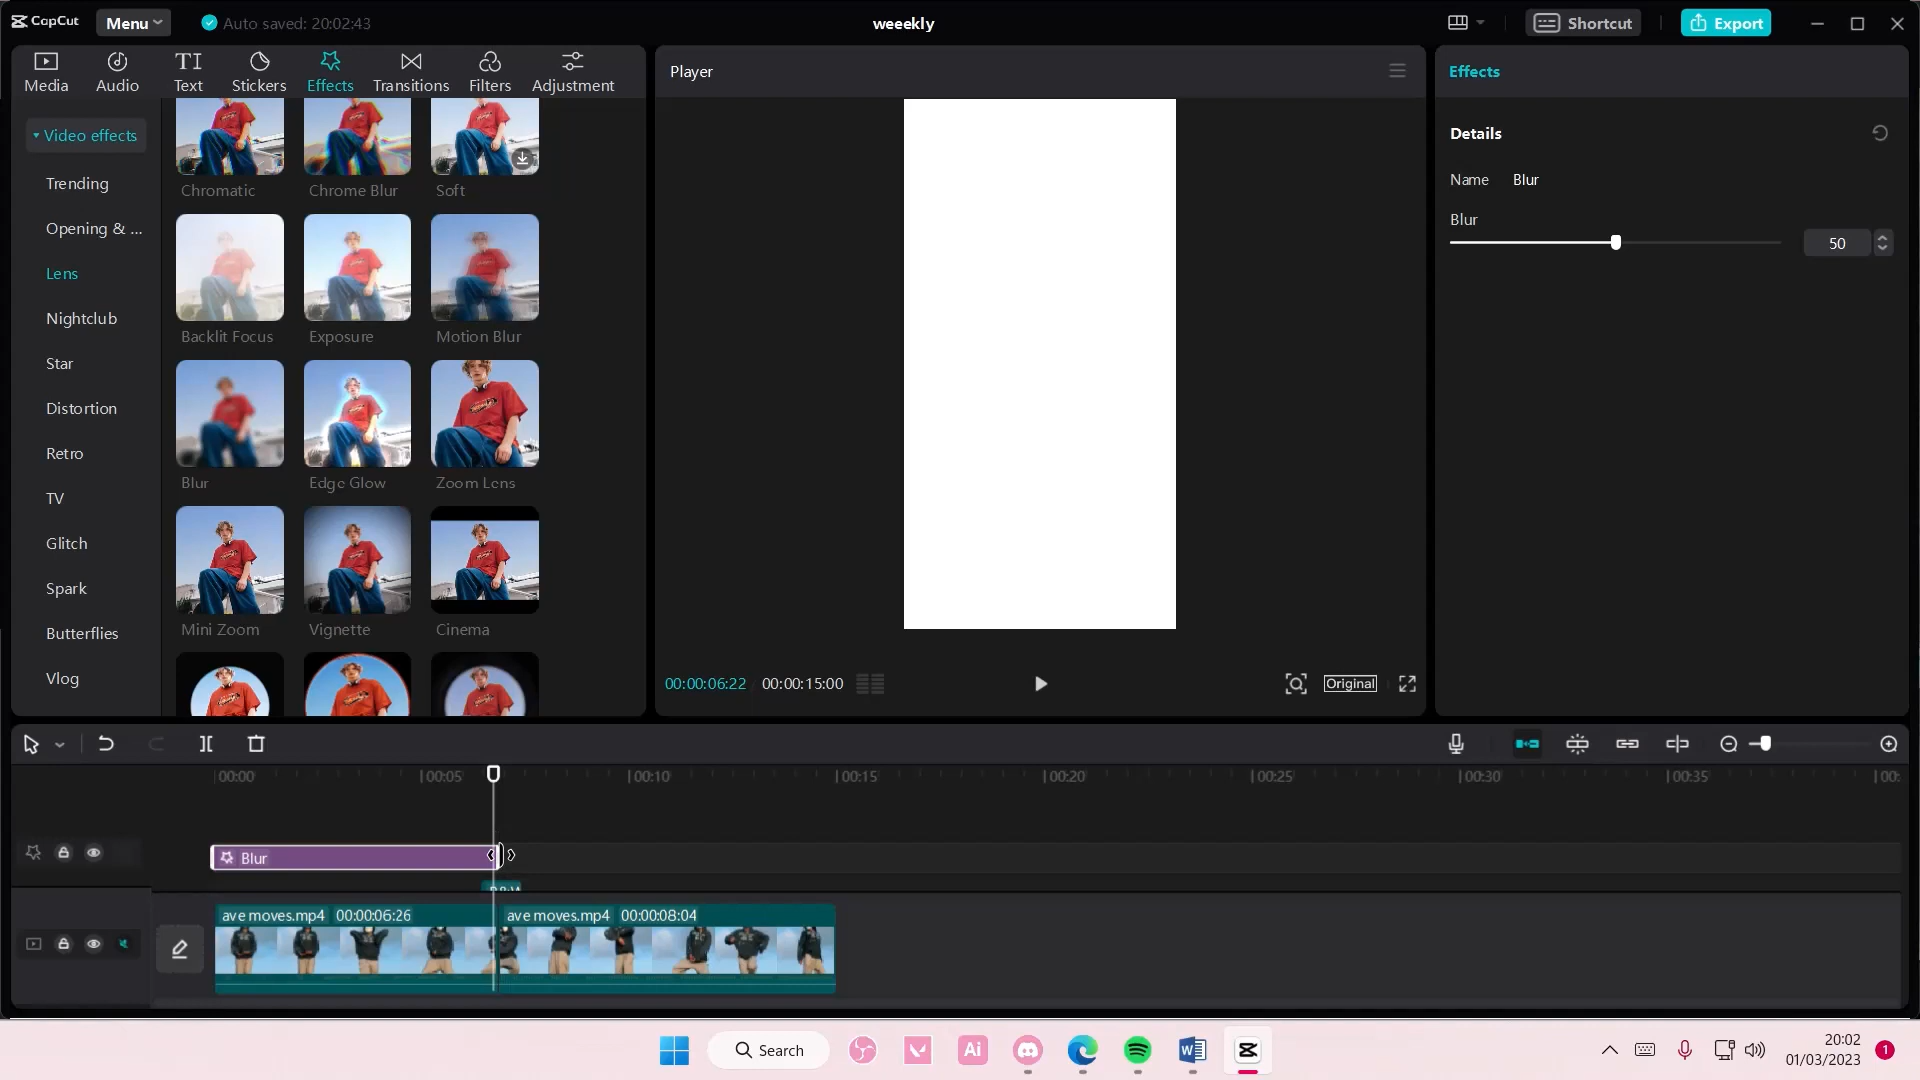 CapCut
Menu
Auto saved: 20:02:43
weeekly
Shortcut
Export
Media
Audio
TI
Text
Stickers
Effects
Transitions
Filters
Adjustment
Player
Effects
Video effects
Trending
Opening & ...
Lens
Nightclub
Star
Distortion
Retro
TV
Glitch
Spark
Butterflies
Vlog
Chromatic
Chrome Blur
Soft
Backlit Focus
Exposure
Motion Blur
Blur
Edge Glow
Zoom Lens
Mini Zoom
Vignette
Cinema
00:00:06:22
00:00:15:00
Original
Details
Name
Blur
Blur
50
00:00
00:05
00:10
00:15
00:20
00:25
00:30
00:35
00:
Blur
ave moves.mp4 00:00:06:26
ave moves.mp4 00:00:08:04
Search
Ai
20:02
01/03/2023
1